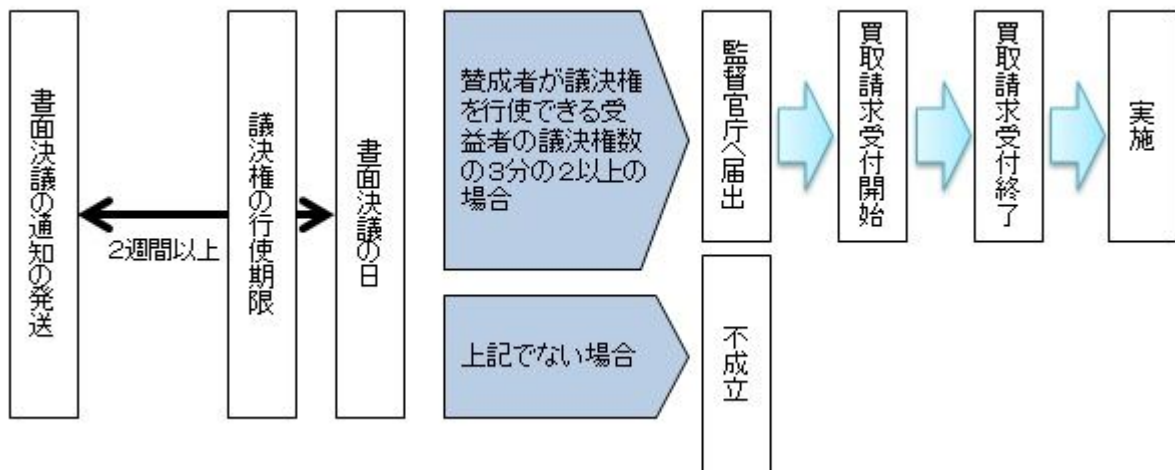 書面決議の通知の発送
2週間以上
議決権の行使期限
書面決議の日
賛成者が議決権
を行使できる受
益者の議決権数
の3分の2以上の
場合
上記でない場合
監督官庁へ届出
不成立
買取請求受付開始
買取請求受付終了
実施